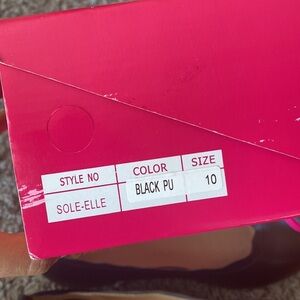 STYLE NO COLOR SIZE
SOLE-ELLE BLACK PU 10